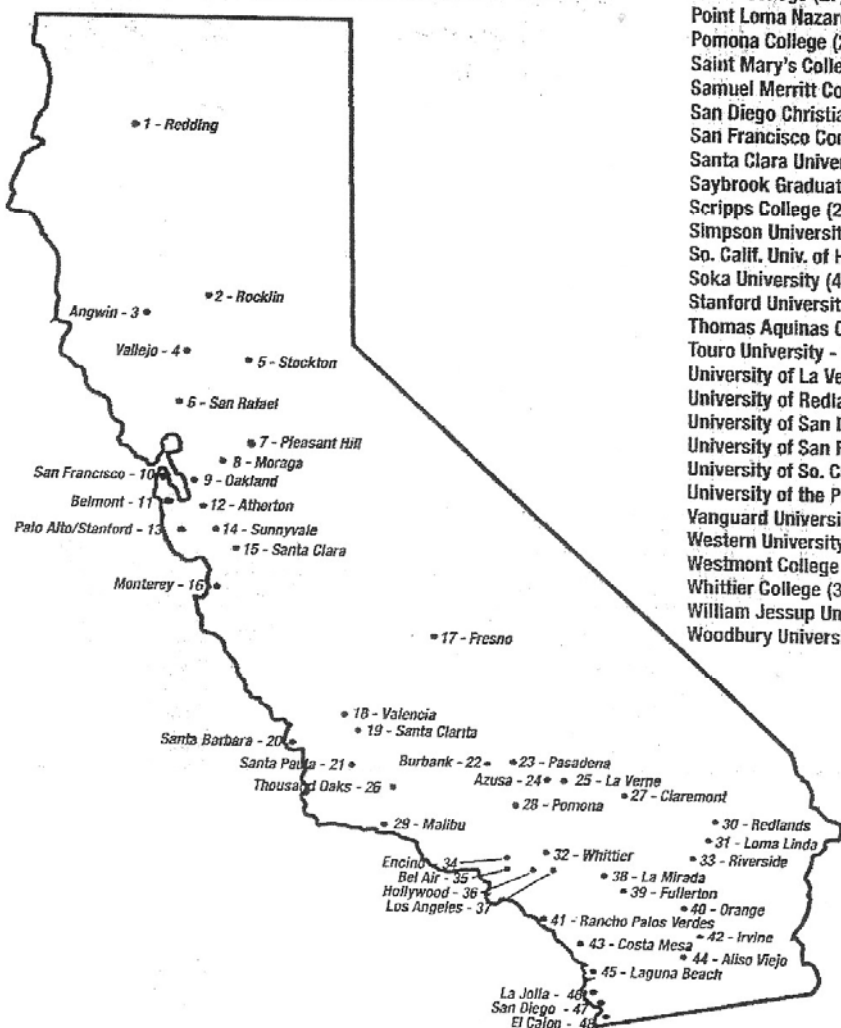 Point Loma Nazar
Pomona College (
Saint Mary's Colle
Samuel Merritt Co
San Diego Christia
San Francisco Con
Santa Clara Univer
Saybrook Graduat
Scripps College (2
Simpson Universit
So. Calif. Univ. of H
Soka University (4
Stanford Universit
Thomas Aquinas C
Touro University -
University of La Ve
University of Redla
University of San D
University of San F
University of So. C
University of the P
Vanguard Universi
Western University
Westmont College
Whittier College (3
William Jessup Un
Woodbury Univers
1 - Redding
2 - Rocklin
Angwin - 3
Vallejo - 4
5 - Stockton
6 - San Rafael
7 - Pleasant Hill
8 - Moraga
San Francisco - 10
9 - Oakland
Belmont - 11
12 - Atherton
Palo Alto/Stanford - 13
14 - Sunnyvale
15 - Santa Clara
Monterey - 16
17 - Fresno
18 - Valencia
19 - Santa Clarita
Santa Barbara - 20
Santa Paula - 21
Burbank - 22
23 - Pasadena
Azusa - 24
25 - La Verne
Thousand Oaks - 26
27 - Claremont
28 - Pomona
29 - Malibu
30 - Redlands
31 - Loma Linda
32 - Whittier
33 - Riverside
Encino - 34
Bel Air - 35
Hollywood - 36
Los Angeles - 37
38 - La Mirada
39 - Fullerton
40 - Orange
41 - Rancho Palos Verdes
42 - Irvine
43 - Costa Mesa
44 - Aliso Viejo
45 - Laguna Beach
La Jolla - 46
San Diego - 47
El Cajon - 48